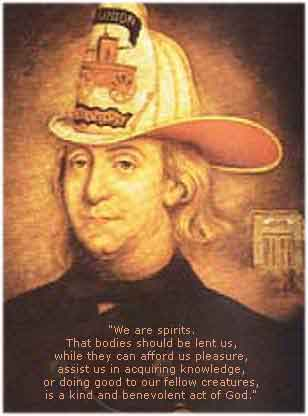 UNION
"We are spirits.
That bodies should be lent us,
while they can afford us pleasure,
assist us in acquiring knowledge,
or doing good to our fellow creatures,
is a kind and benevolent act of God."